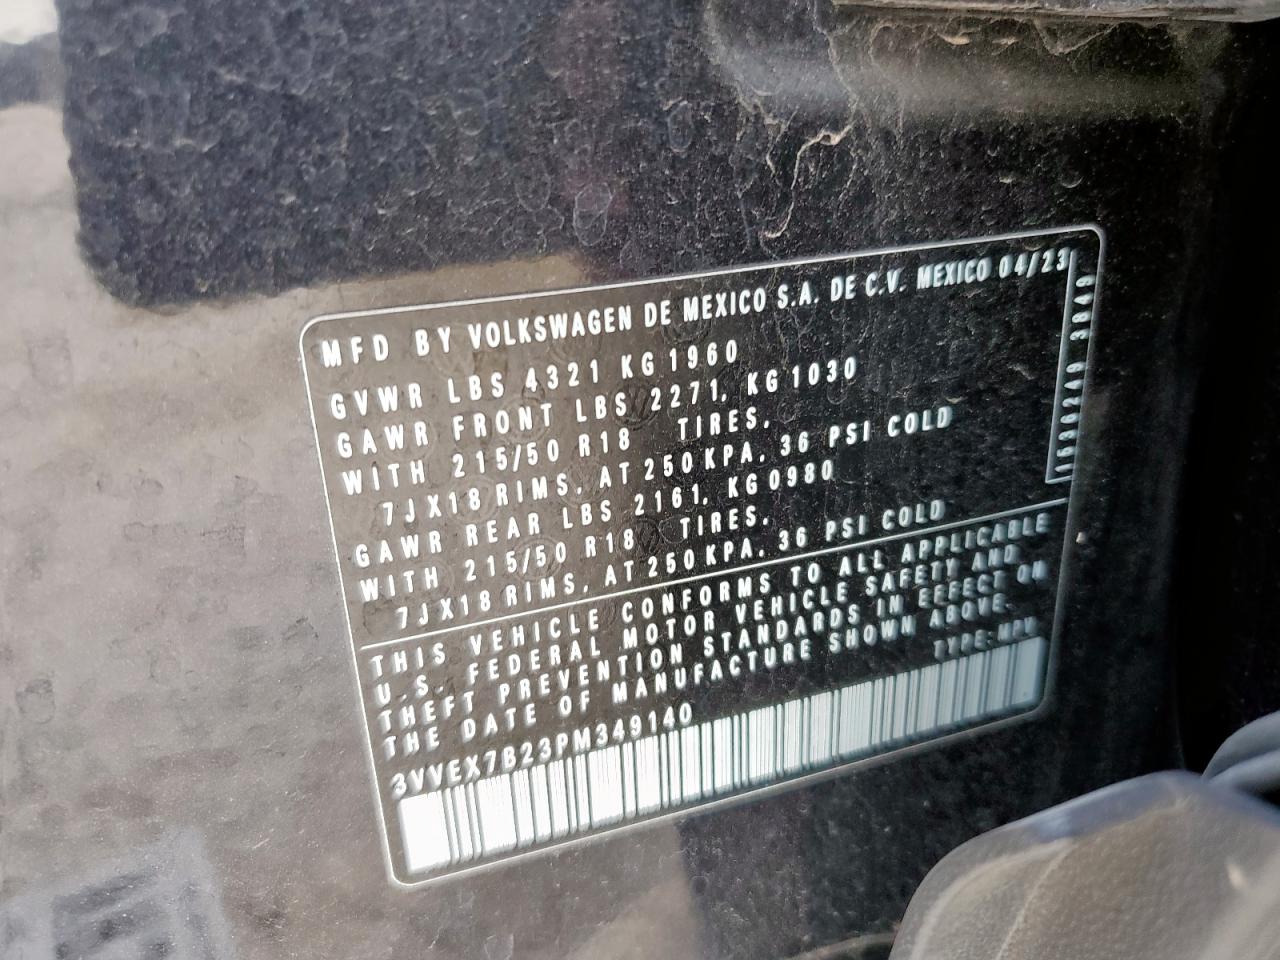 MFD BY VOLKSWAGEN DE MEXICO S.A. DE C.V. MEXICO 04/23
GVWR LBS 4321 KG 1960
GAWR FRONT LBS 2271, KG 1030
WITH 215/50 R18 TIRES,
7JX18 RIMS, AT 250 KPA, 36 PSI COLD
GAWR REAR LBS 2161, KG 0980
WITH 215/50 R18 TIRES,
7JX18 RIMS, AT 250 KPA, 36 PSI COLD
THIS VEHICLE CONFORMS TO ALL APPLICABLE
U.S. FEDERAL MOTOR VEHICLE SAFETY AND
THEFT PREVENTION STANDARDS IN EFFECT ON
THE DATE OF MANUFACTURE SHOWN ABOVE.
TYPE: MPV
3VVEX7B23PM349140
3849